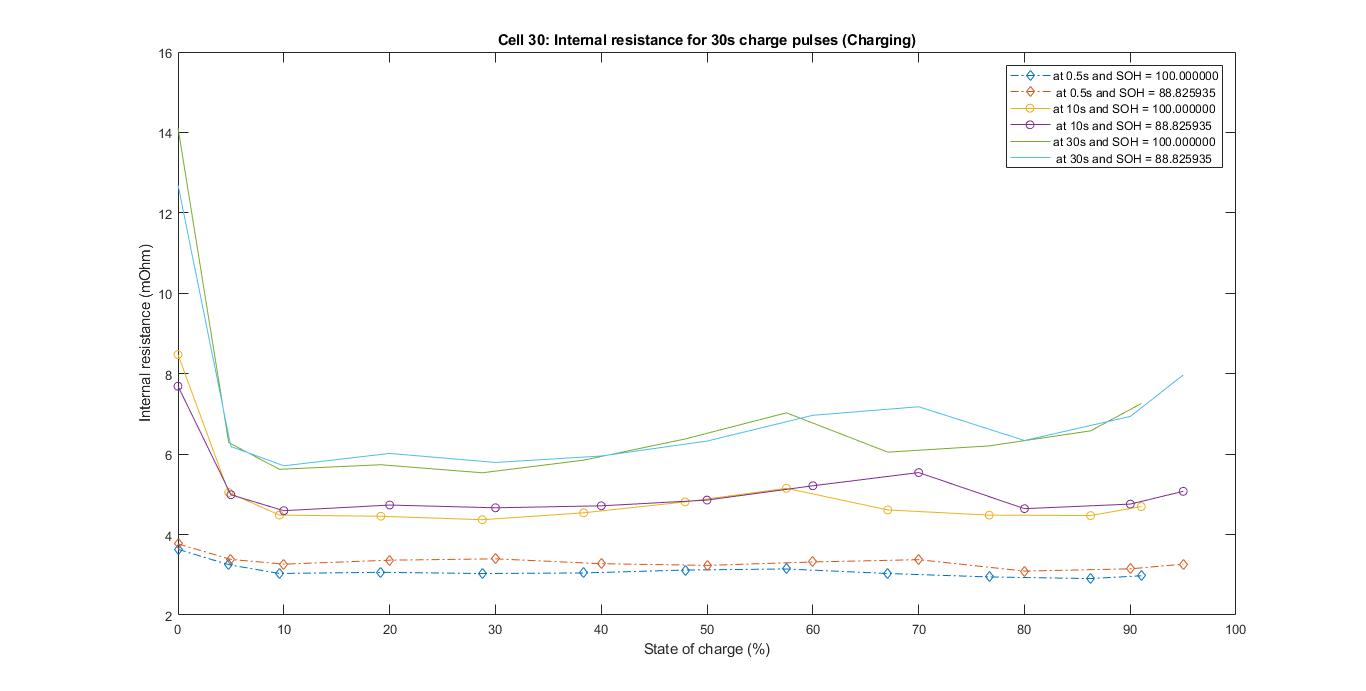 Cell 30: Internal resistance for 30s charge pulses (Charging)
16
14
12
10
8
6
4
2
Internal resistance (mOhm)
at 0.5s and SOH = 100.000000
at 0.5s and SOH = 88.825935
at 10s and SOH = 100.000000
at 10s and SOH = 88.825935
at 30s and SOH = 100.000000
at 30s and SOH = 88.825935
0 10 20 30 40 50 60 70 80 90 100
State of charge (%)